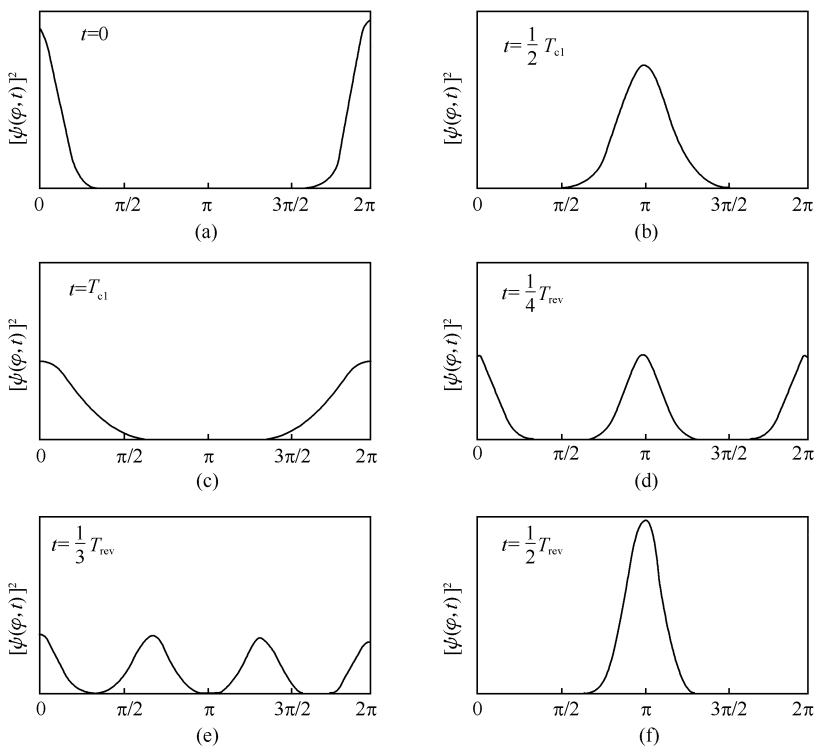 t=0
[ψ(φ,t)]²
0 π/2 π 3π/2 2π
(a)
t=1/2 T_c1
[ψ(φ,t)]²
0 π/2 π 3π/2 2π
(b)
t=T_c1
[ψ(φ,t)]²
0 π/2 π 3π/2 2π
(c)
t=1/4 T_rev
[ψ(φ,t)]²
0 π/2 π 3π/2 2π
(d)
t=1/3 T_rev
[ψ(φ,t)]²
0 π/2 π 3π/2 2π
(e)
t=1/2 T_rev
[ψ(φ,t)]²
0 π/2 π 3π/2 2π
(f)